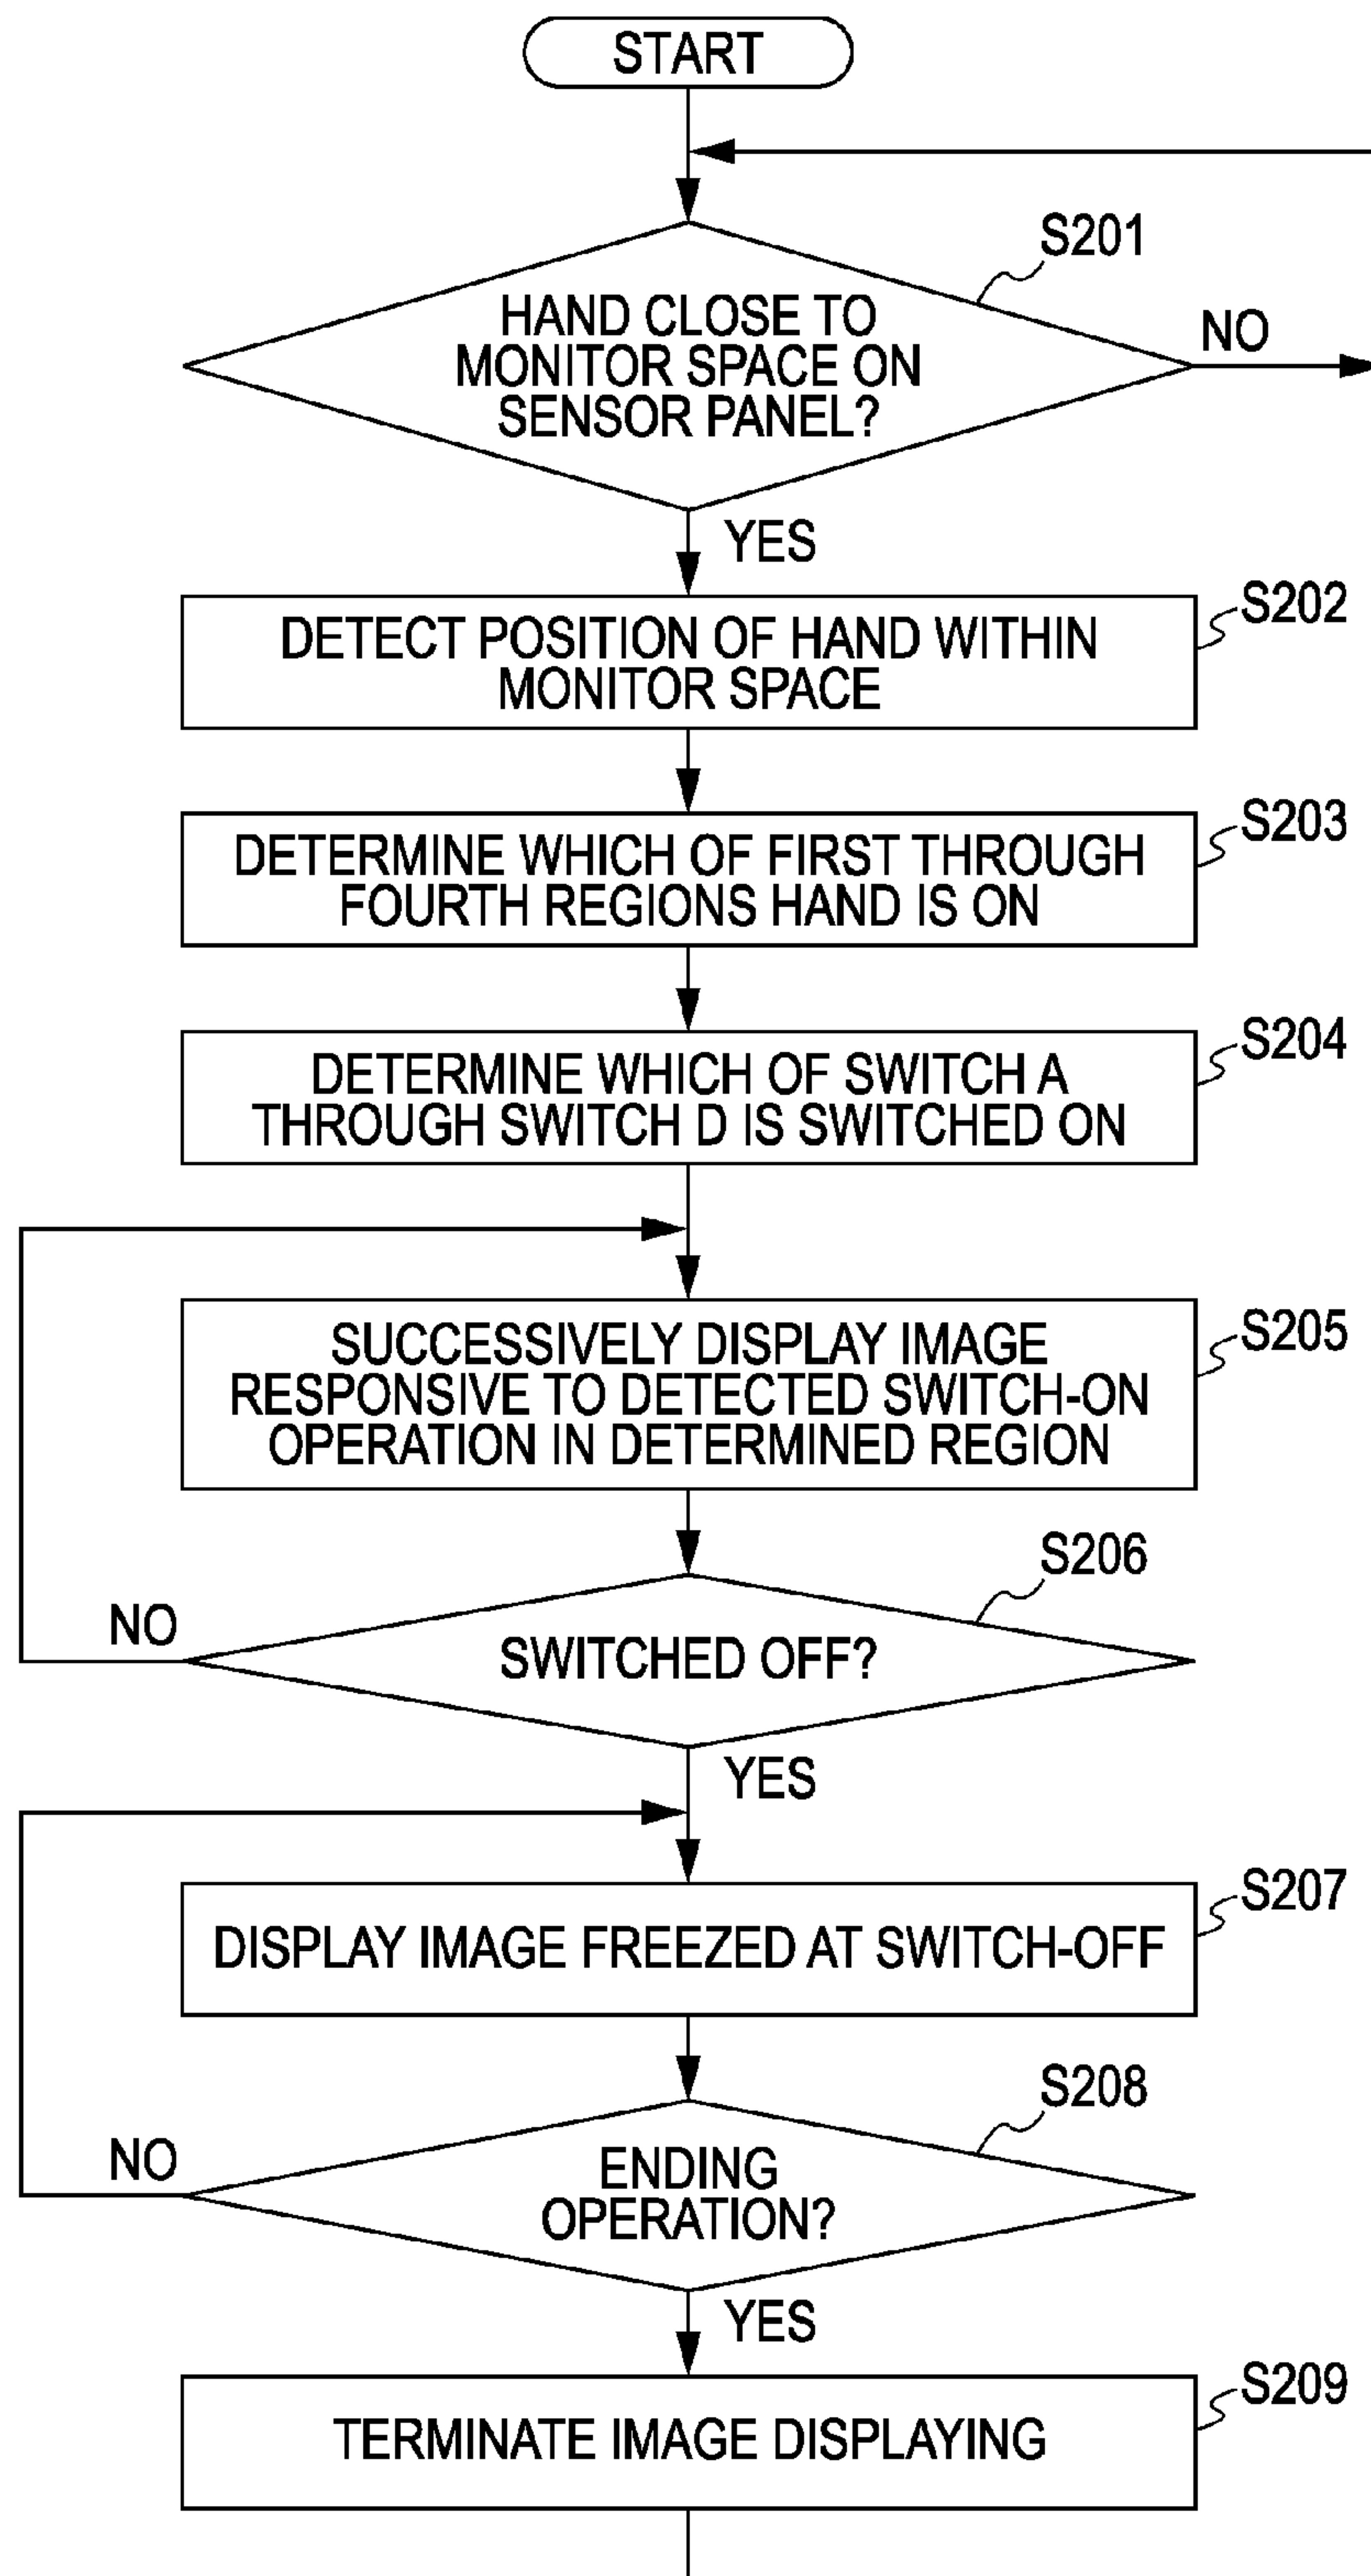 START
S201
HAND CLOSE TO
MONITOR SPACE ON
SENSOR PANEL?
NO
YES
S202
DETECT POSITION OF HAND WITHIN
MONITOR SPACE
S203
DETERMINE WHICH OF FIRST THROUGH
FOURTH REGIONS HAND IS ON
S204
DETERMINE WHICH OF SWITCH A
THROUGH SWITCH D IS SWITCHED ON
S205
SUCCESSIVELY DISPLAY IMAGE
RESPONSIVE TO DETECTED SWITCH-ON
OPERATION IN DETERMINED REGION
S206
NO
SWITCHED OFF?
YES
S207
DISPLAY IMAGE FREEZED AT SWITCH-OFF
S208
NO
ENDING
OPERATION?
YES
S209
TERMINATE IMAGE DISPLAYING